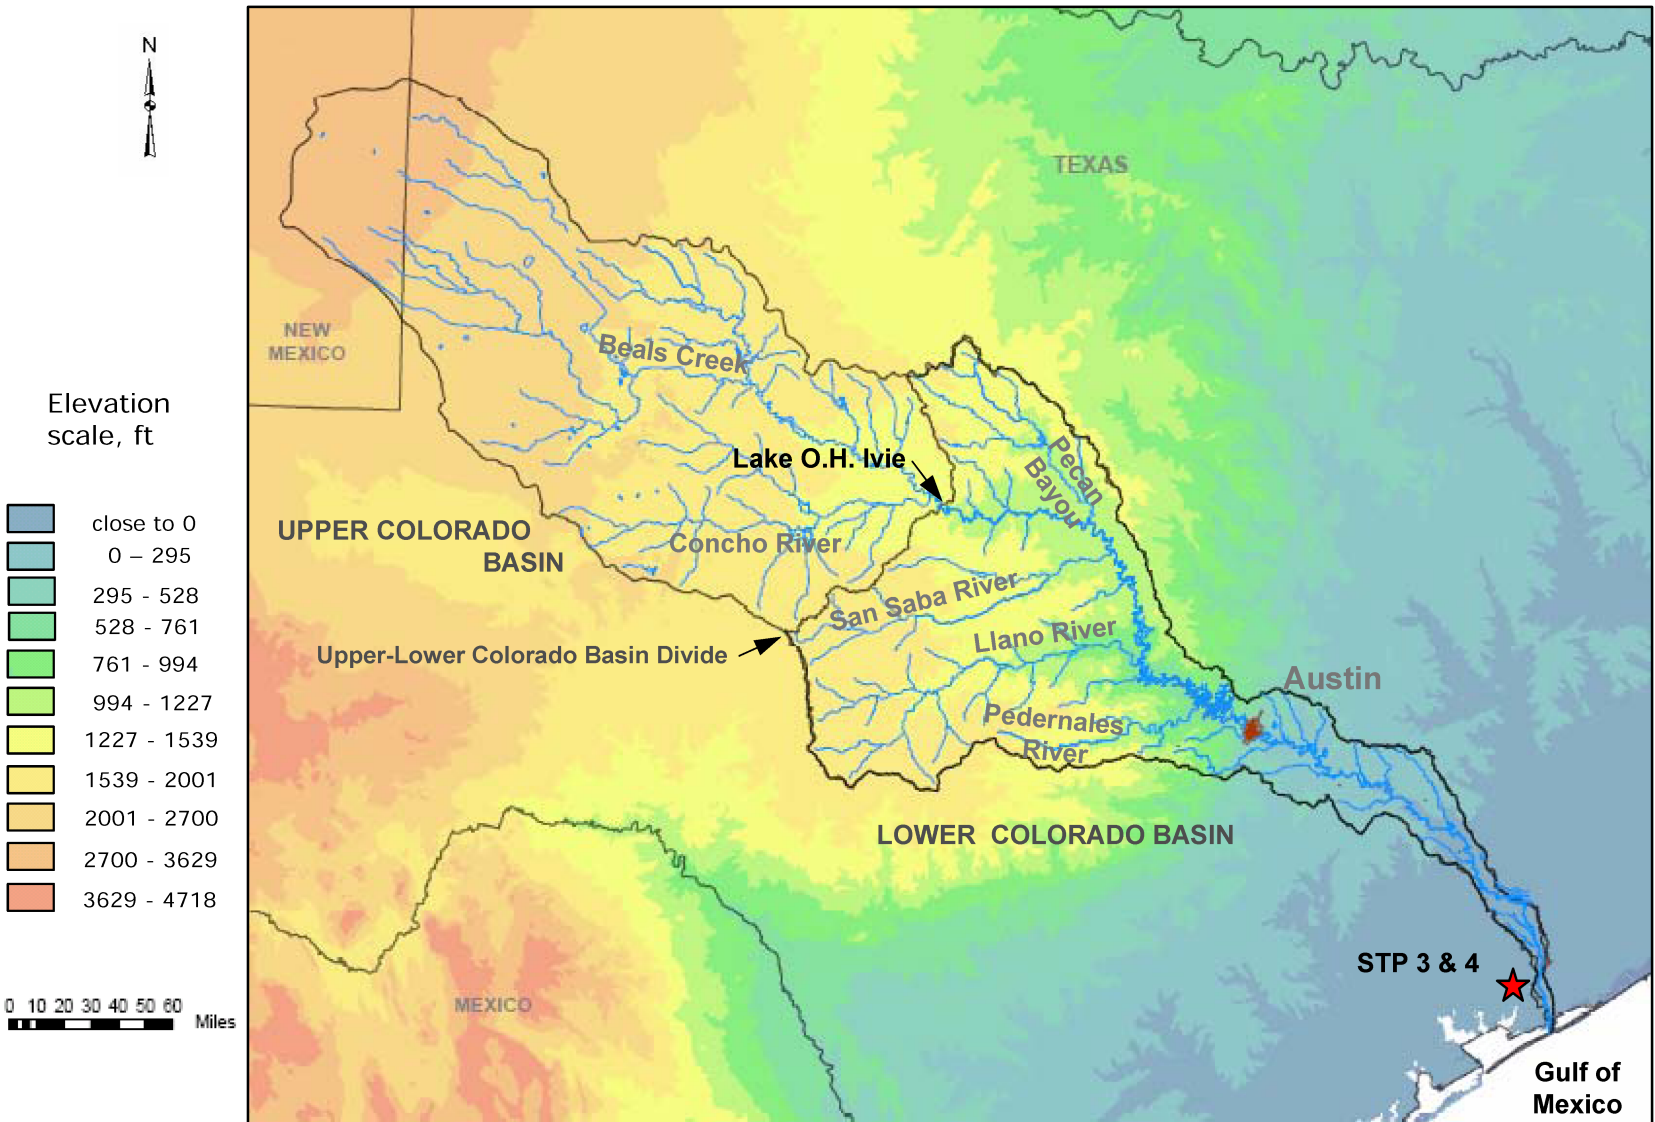 N
TEXAS
NEW
MEXICO
Beals Creek
Elevation
scale, ft
Lake O.H. Ivie
Pecan
Bayou
close to 0
0 – 295
295 - 528
528 - 761
761 - 994
994 - 1227
1227 - 1539
1539 - 2001
2001 - 2700
2700 - 3629
3629 - 4718
UPPER COLORADO
BASIN
Concho River
San Saba River
Llano River
Upper-Lower Colorado Basin Divide
Austin
Pedernales
River
LOWER COLORADO BASIN
STP 3 & 4
MEXICO
0 10 20 30 40 50 60
Miles
Gulf of
Mexico